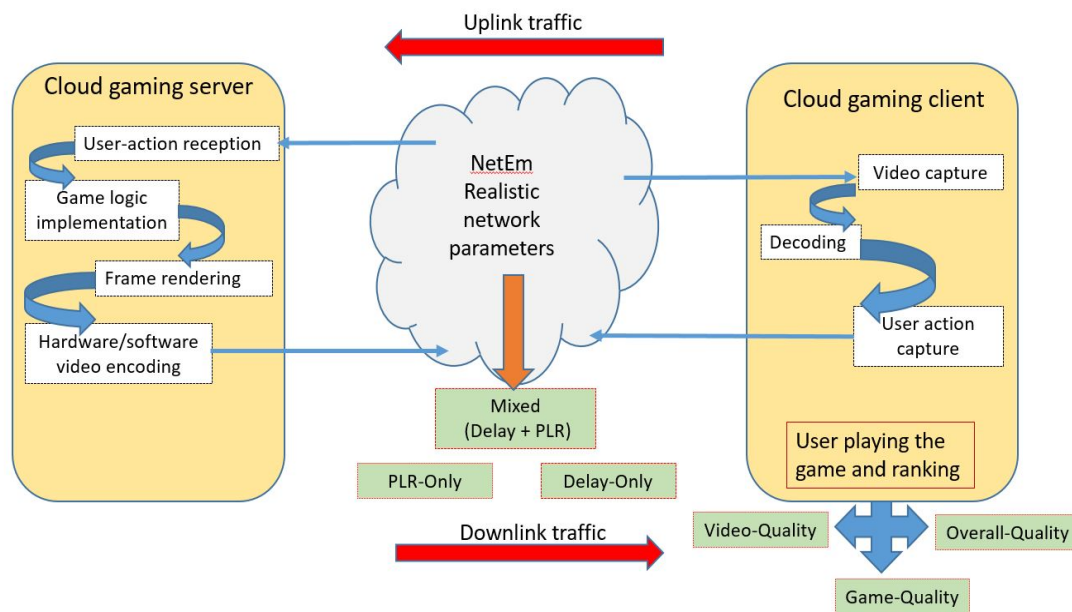 Uplink traffic
Cloud gaming server
User-action reception
Game logic
implementation
Frame rendering
Hardware/software
video encoding
NetEm
Realistic
network
parameters
Mixed
(Delay + PLR)
PLR-Only
Delay-Only
Downlink traffic
Cloud gaming client
Video capture
Decoding
User action
capture
User playing the
game and ranking
Video-Quality
Overall-Quality
Game-Quality